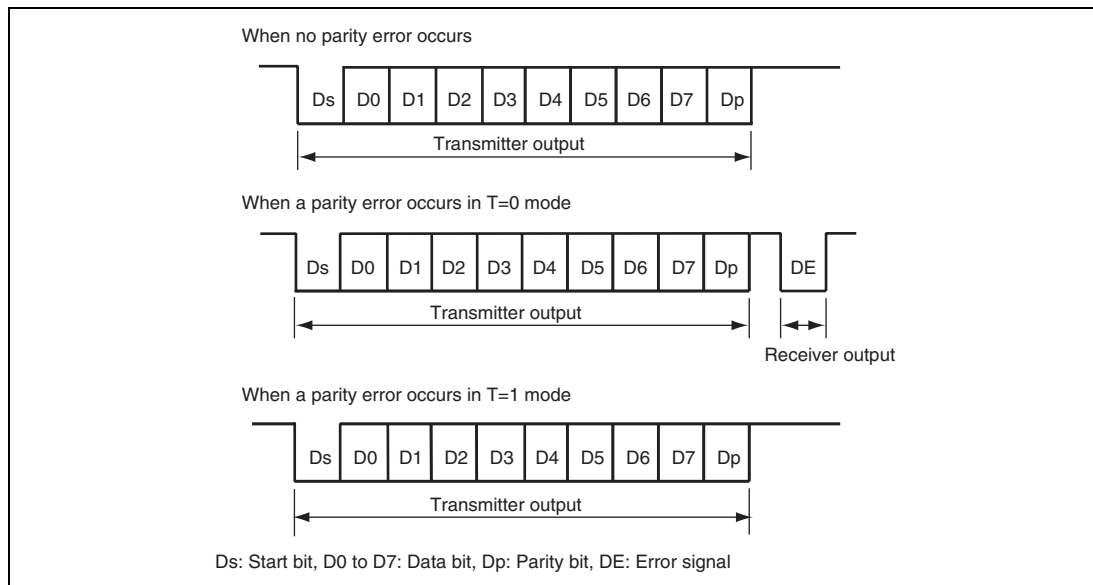 When no parity error occurs
Ds D0 D1 D2 D3 D4 D5 D6 D7 Dp
Transmitter output
When a parity error occurs in T=0 mode
Ds D0 D1 D2 D3 D4 D5 D6 D7 Dp DE
Transmitter output
Receiver output
When a parity error occurs in T=1 mode
Ds D0 D1 D2 D3 D4 D5 D6 D7 Dp
Transmitter output
Ds: Start bit, D0 to D7: Data bit, Dp: Parity bit, DE: Error signal